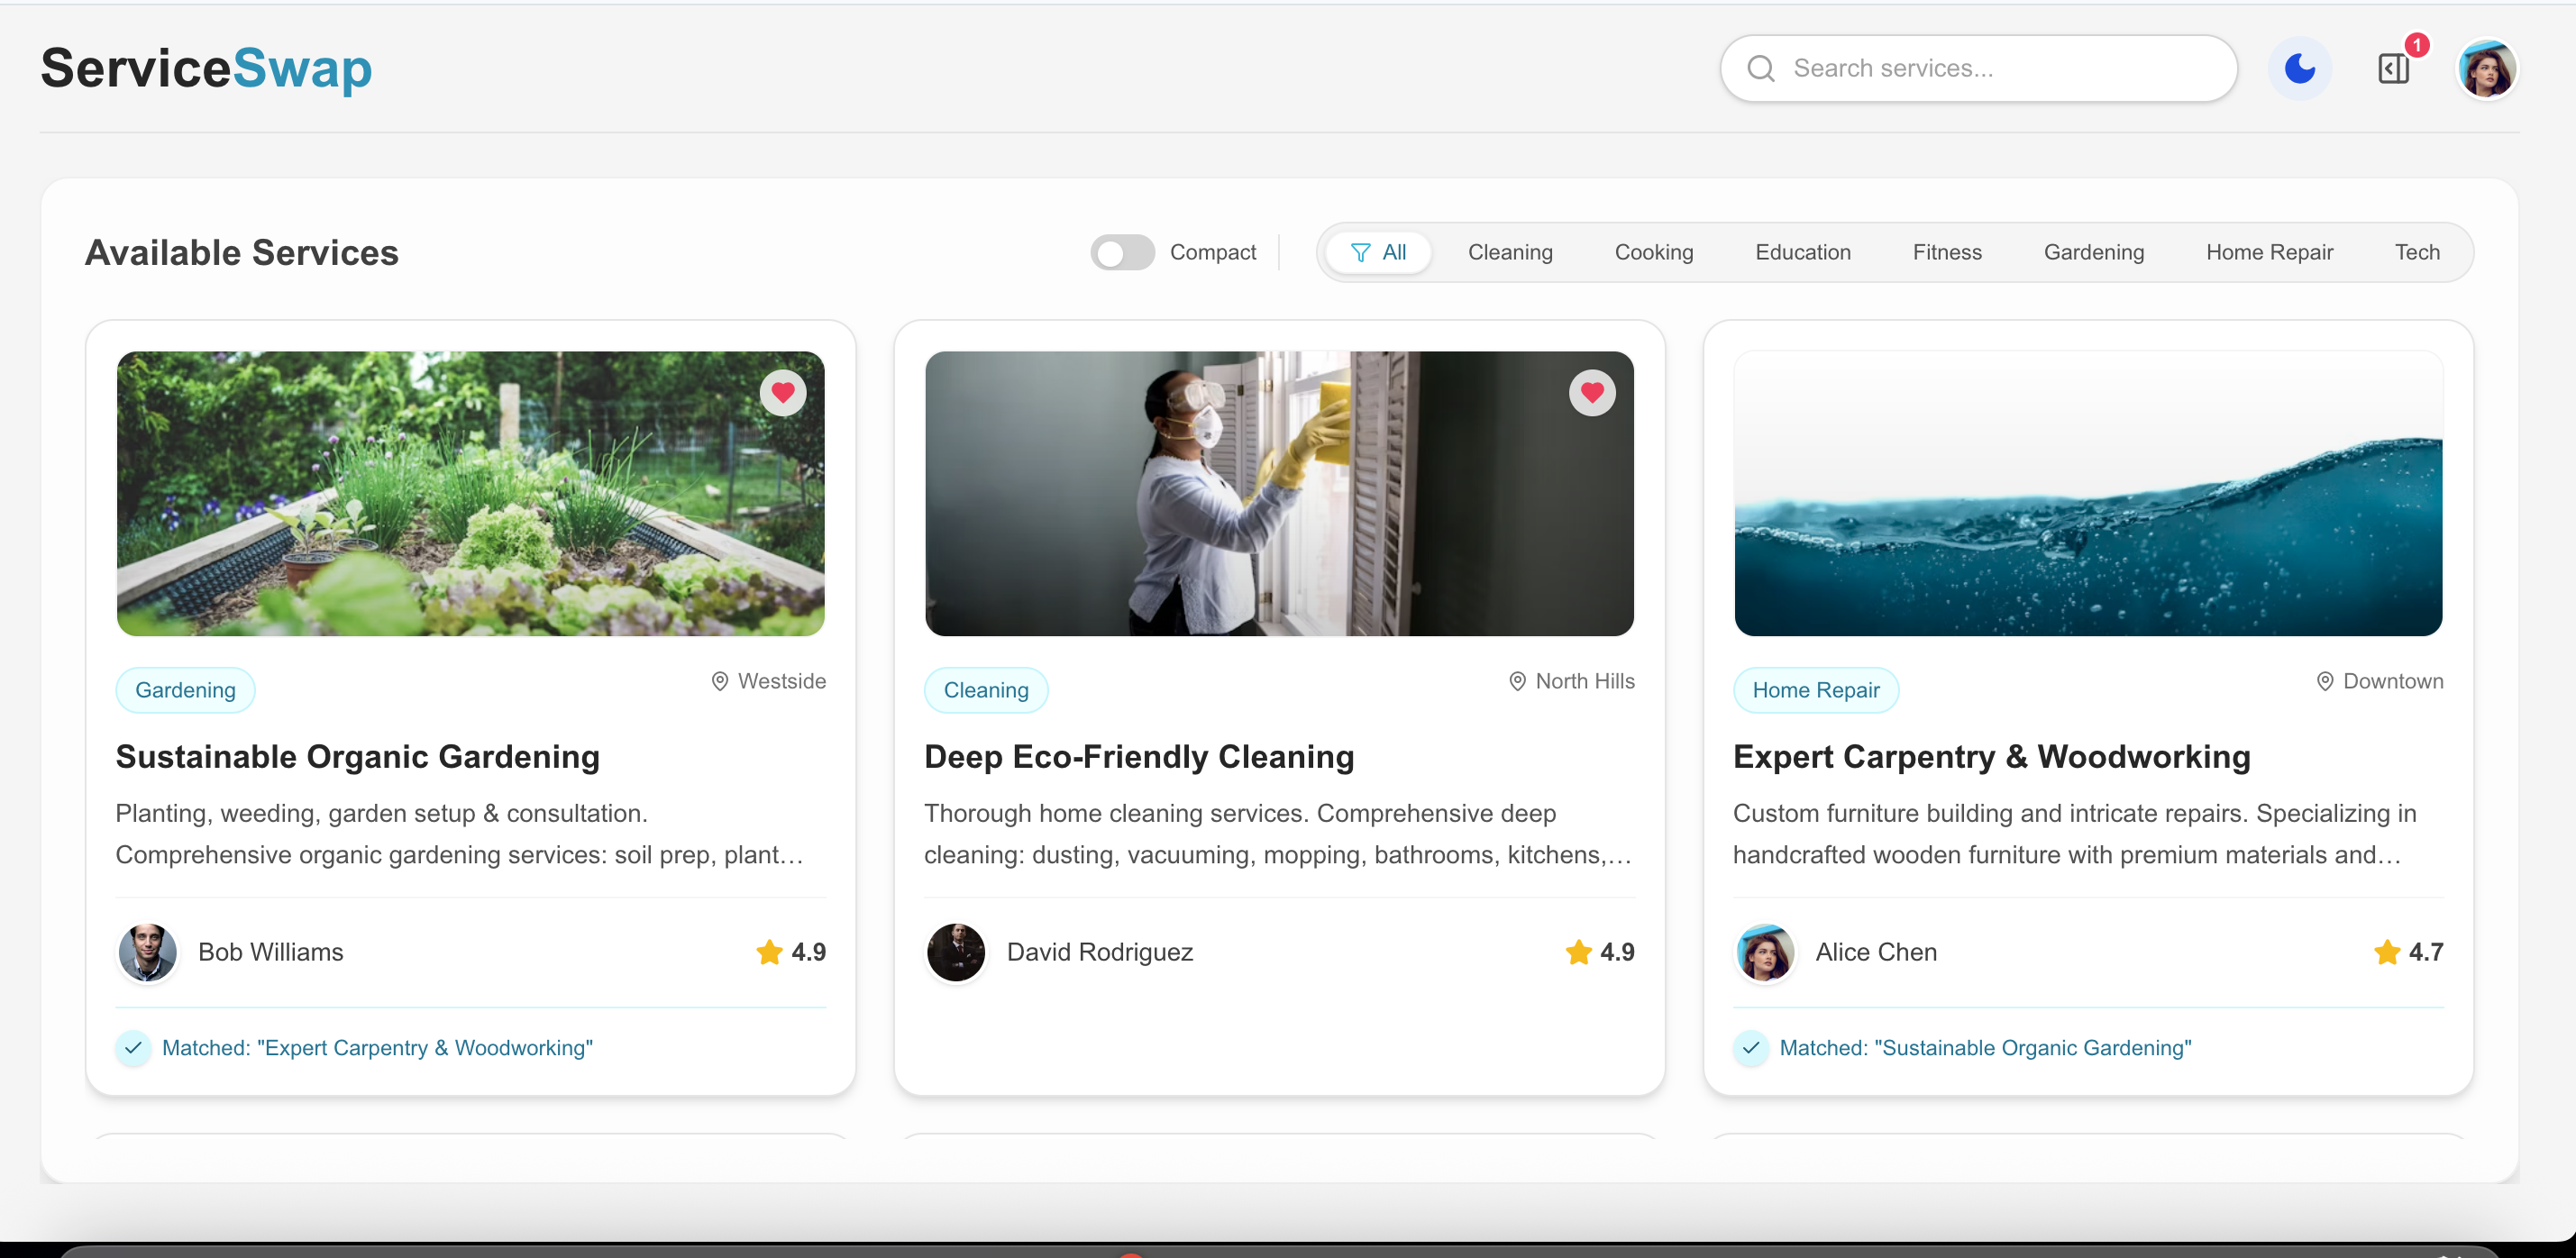 ServiceSwap
Search services...
1
Available Services
Compact
All
Cleaning
Cooking
Education
Fitness
Gardening
Home Repair
Tech
Gardening
Westside
Sustainable Organic Gardening
Planting, weeding, garden setup & consultation.
Comprehensive organic gardening services: soil prep, plant...
Bob Williams
4.9
Matched: "Expert Carpentry & Woodworking"
Cleaning
North Hills
Deep Eco-Friendly Cleaning
Thorough home cleaning services. Comprehensive deep
cleaning: dusting, vacuuming, mopping, bathrooms, kitchens,...
David Rodriguez
4.9
Home Repair
Downtown
Expert Carpentry & Woodworking
Custom furniture building and intricate repairs. Specializing in
handcrafted wooden furniture with premium materials and...
Alice Chen
4.7
Matched: "Sustainable Organic Gardening"